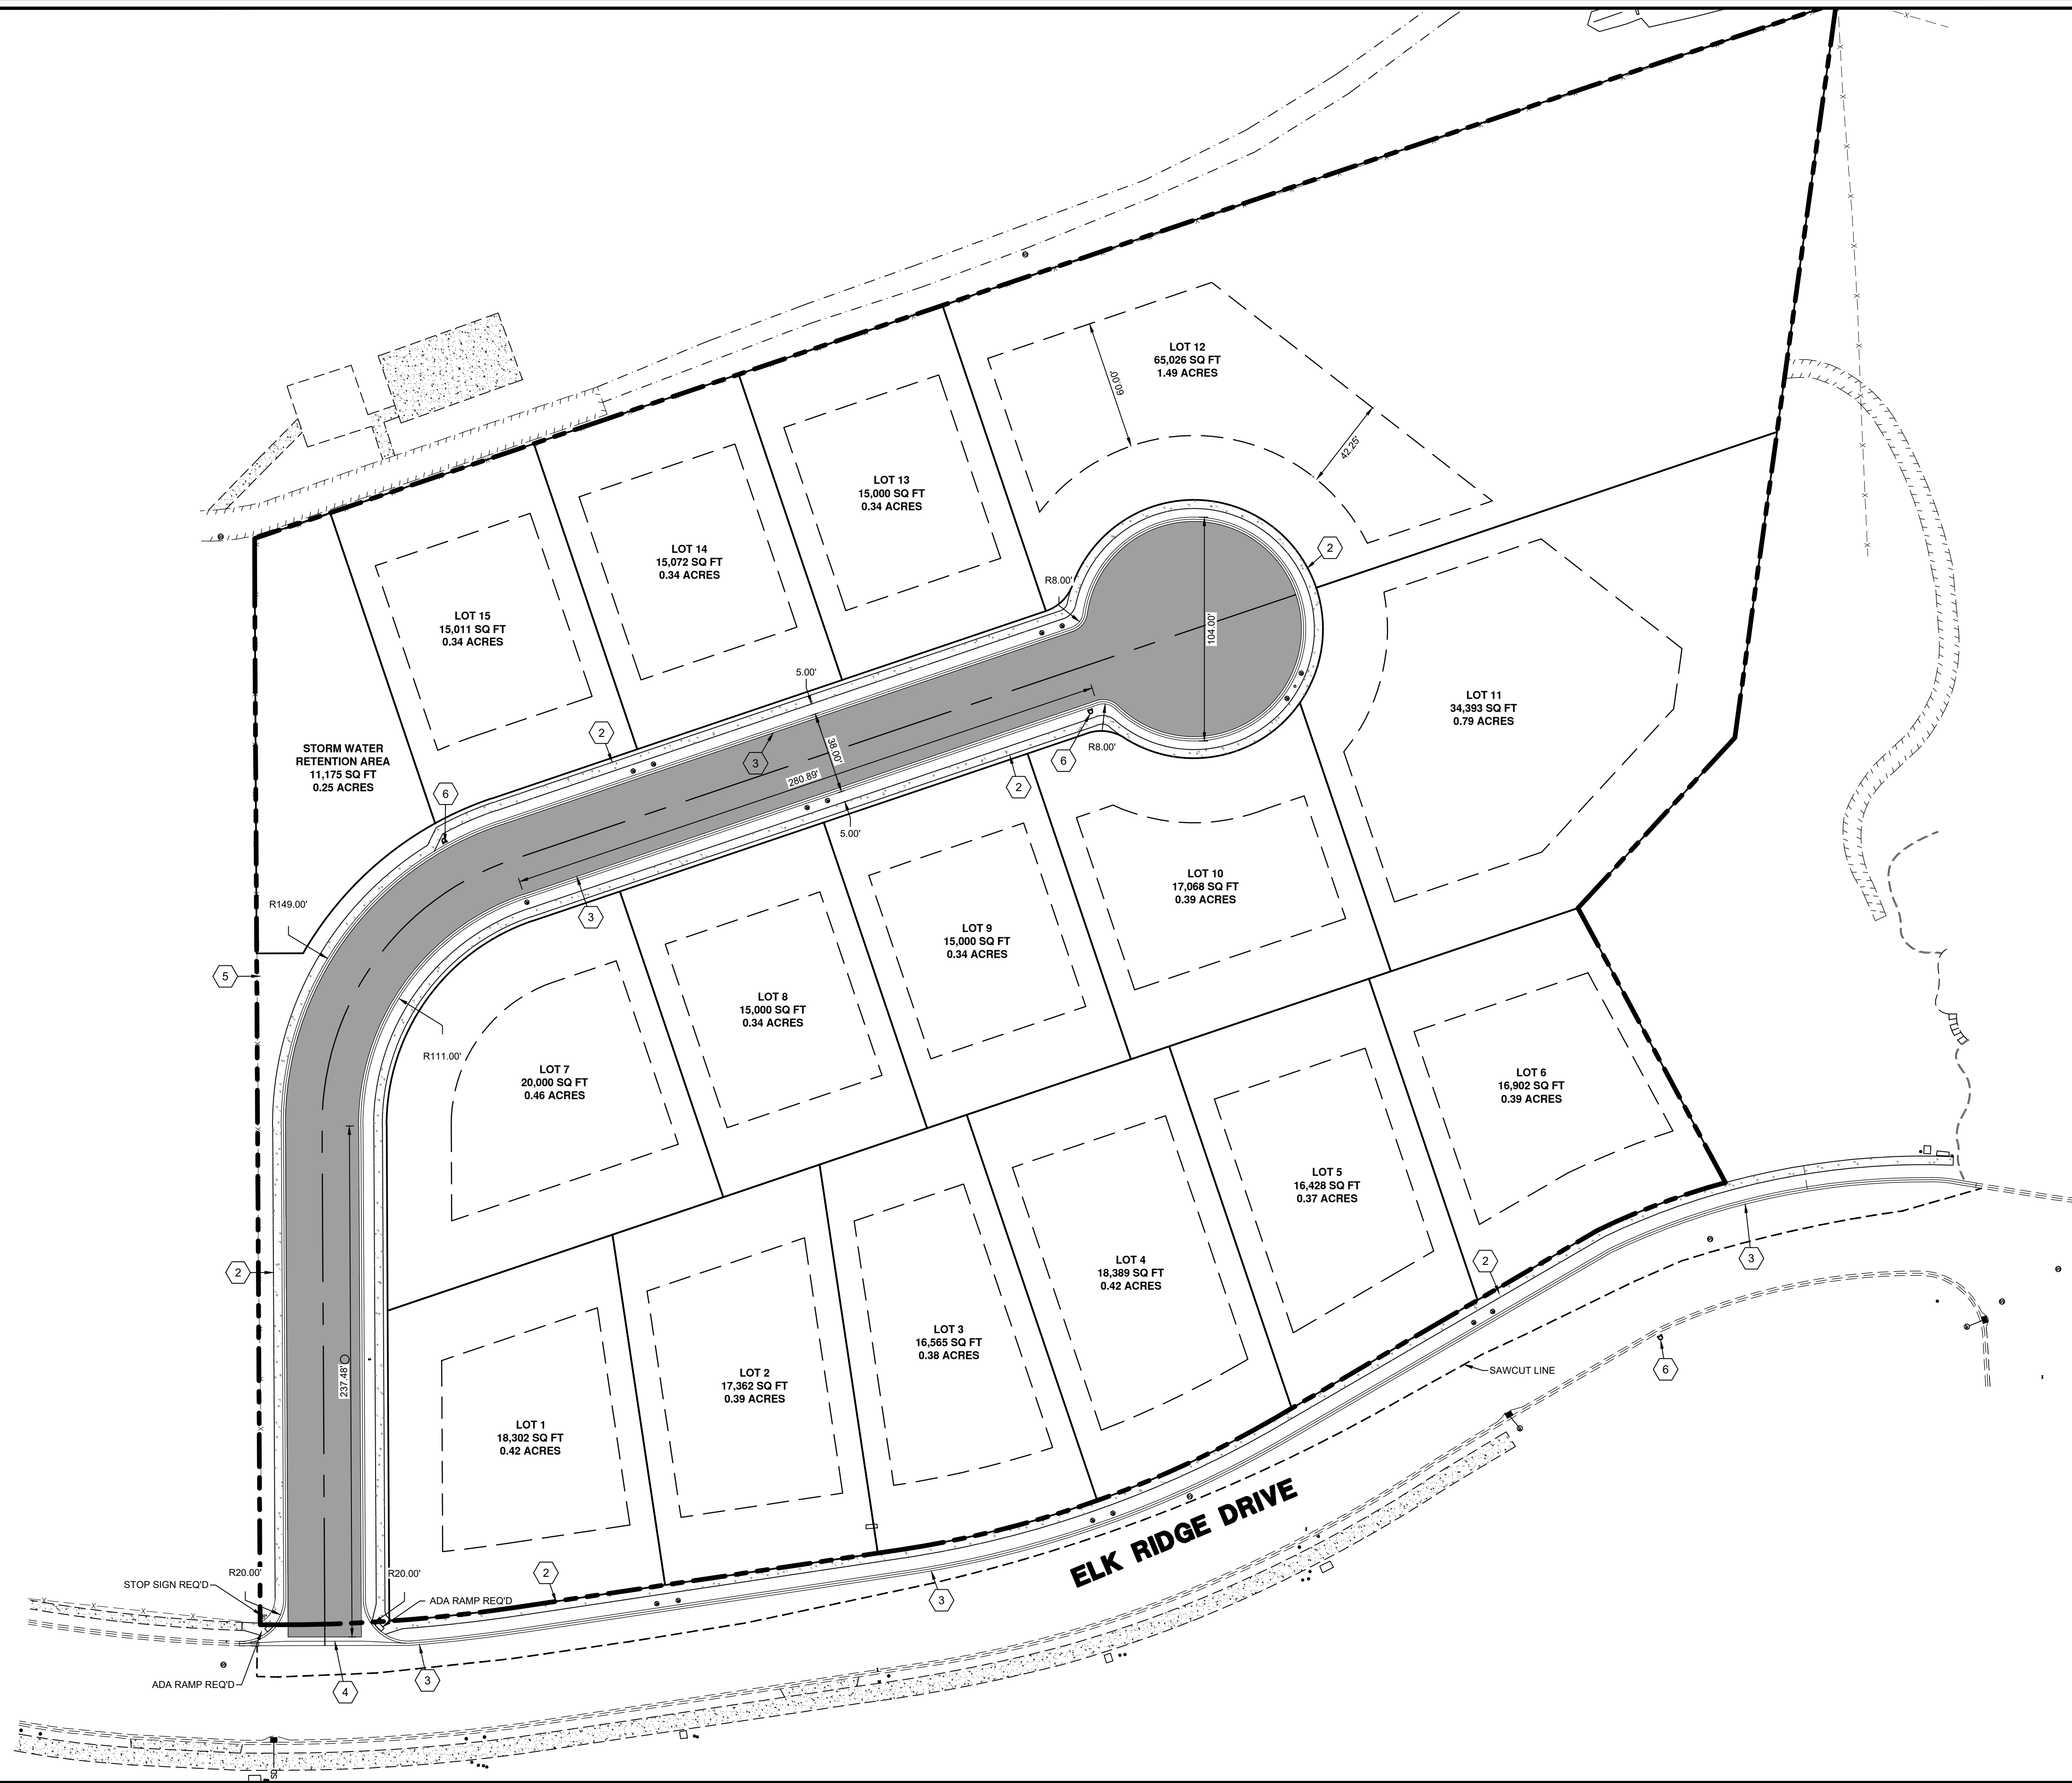 LOT 12
65,026 SQ FT
1.49 ACRES
60.00'
42.25'
LOT 13
15,000 SQ FT
0.34 ACRES
LOT 14
15,072 SQ FT
0.34 ACRES
LOT 15
15,011 SQ FT
0.34 ACRES
2
R8.00'
104.00'
5.00'
LOT 11
34,393 SQ FT
0.79 ACRES
STORM WATER
RETENTION AREA
11,175 SQ FT
0.25 ACRES
2
3
38.00'
280.89'
R8.00'
6
2
6
5.00'
R149.00'
3
5
LOT 10
17,068 SQ FT
0.39 ACRES
LOT 9
15,000 SQ FT
0.34 ACRES
LOT 8
15,000 SQ FT
0.34 ACRES
R111.00'
LOT 7
20,000 SQ FT
0.46 ACRES
LOT 6
16,902 SQ FT
0.39 ACRES
LOT 5
16,428 SQ FT
0.37 ACRES
LOT 4
18,389 SQ FT
0.42 ACRES
2
3
2
LOT 3
16,565 SQ FT
0.38 ACRES
LOT 2
17,362 SQ FT
0.39 ACRES
LOT 1
18,302 SQ FT
0.42 ACRES
237.48'
SAWCUT LINE
6
ELK RIDGE DRIVE
R20.00'
STOP SIGN REQ'D
R20.00'
ADA RAMP REQ'D
2
3
ADA RAMP REQ'D
4
3
SD